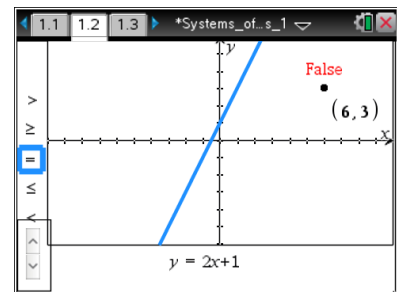 1.1 1.2 1.3 *Systems_of...s_1
y
False
(6,3)
x
>
≥
=
≤
<
y = 2x+1